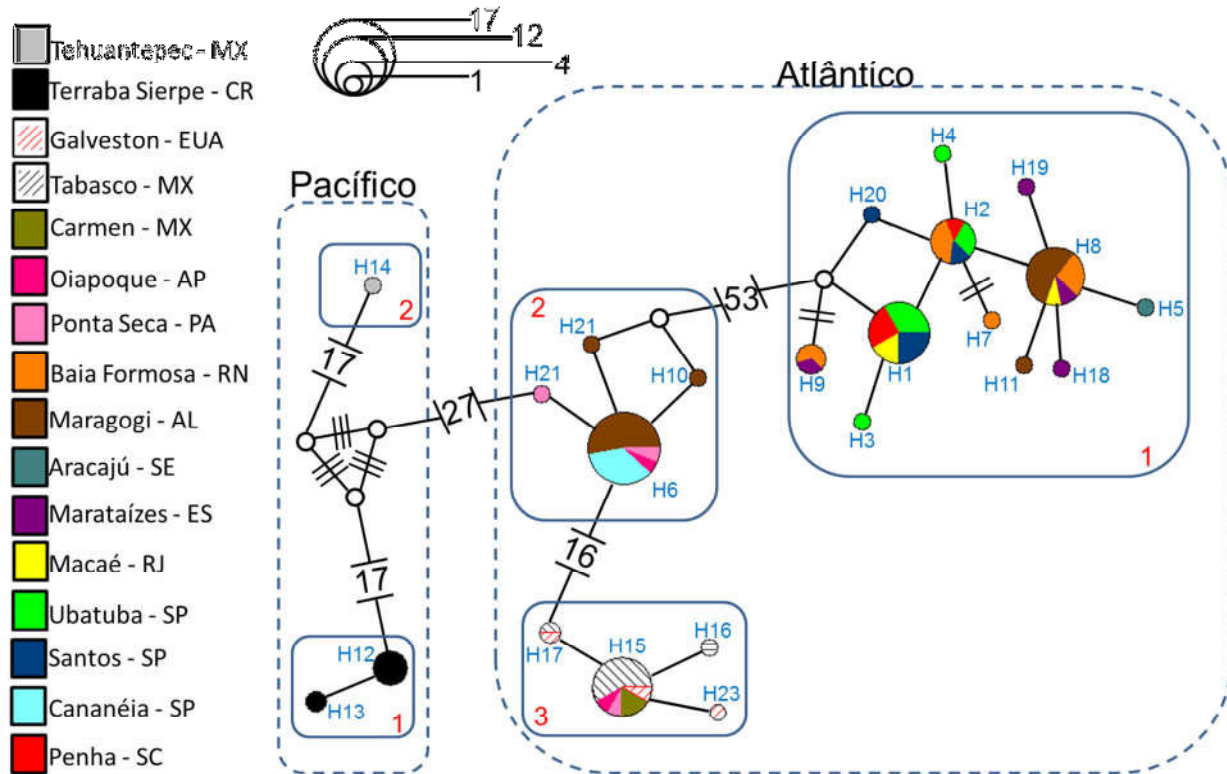 Tehuantepec - MX
Terraba Sierpe - CR
Galveston - EUA
Tabasco - MX
Carmen - MX
Oiapoque - AP
Ponta Seca - PA
Baia Formosa - RN
Maragogi - AL
Aracajú - SE
Marataízes - ES
Macaé - RJ
Ubatuba - SP
Santos - SP
Cananéia - SP
Penha - SC
17
12
4
1
Pacífico
H14
2
17
27
17
H12
H13
1
Atlântico
2
H21
H21
H10
H6
53
16
H17
H15
H16
H23
3
H4
H20
H2
H19
H8
H5
H7
H9
H1
H11
H18
H3
1